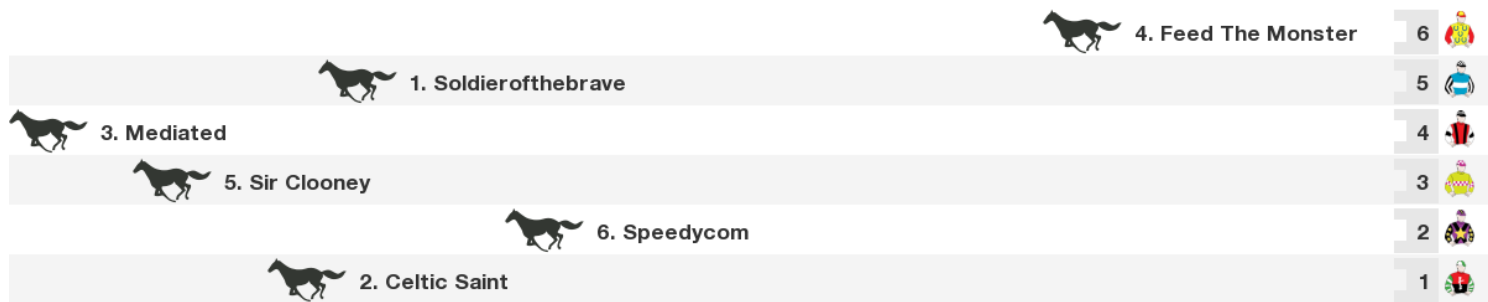 4. Feed The Monster 6
1. Soldierofthebrave 5
3. Mediated 4
5. Sir Clooney 3
6. Speedycom 2
2. Celtic Saint 1